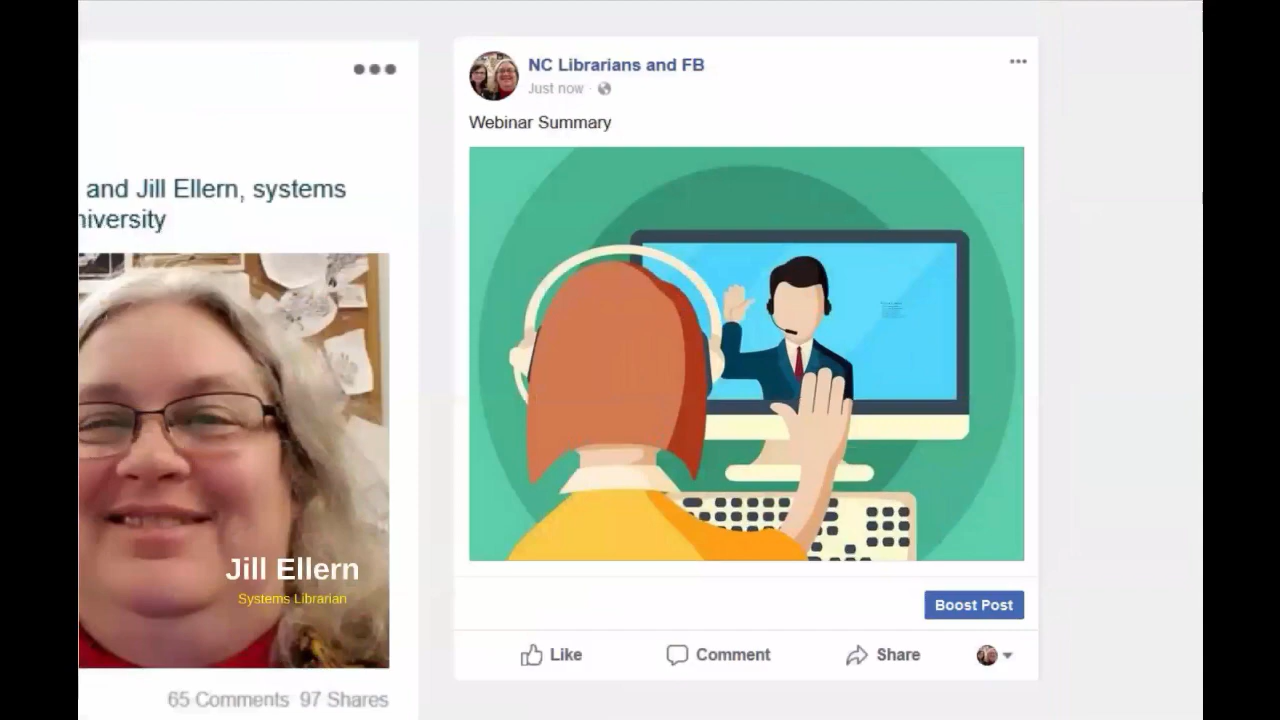 and Jill Ellern, systems
niversity
Jill Ellern
Systems Librarian
65 Comments 97 Shares
NC Librarians and FB
Just now
Webinar Summary
Boost Post
Like Comment Share